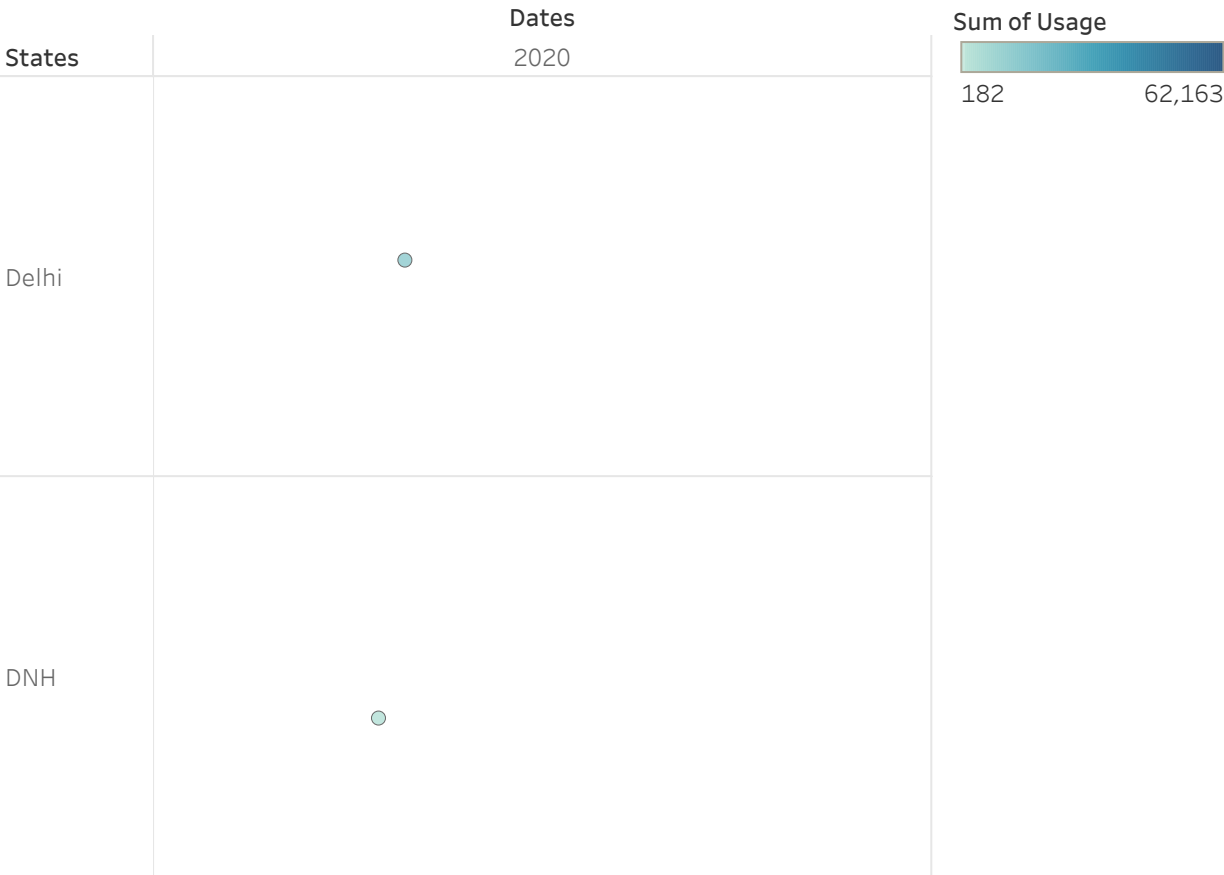 Dates
States
2020
Delhi
DNH
Sum of Usage
182
62,163